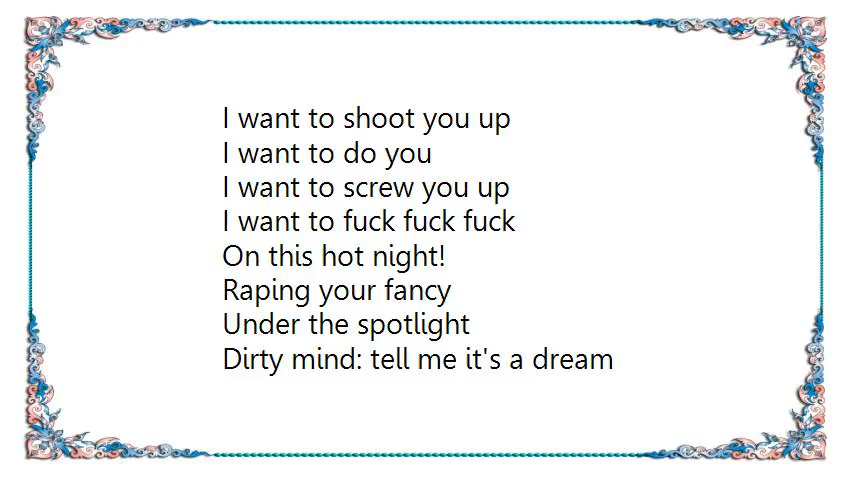 I want to shoot you up
I want to do you
I want to screw you up
I want to fuck fuck fuck
On this hot night!
Raping your fancy
Under the spotlight
Dirty mind: tell me it's a dream